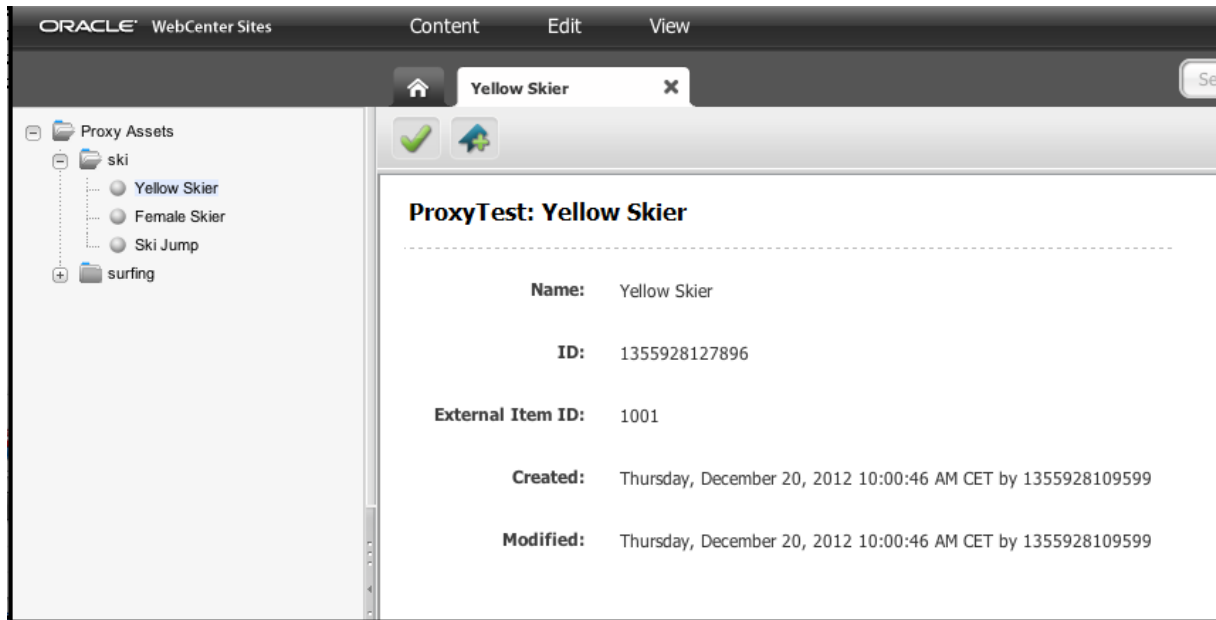 ORACLE WebCenter Sites
Content Edit View
Yellow Skier
Se
Proxy Assets
ski
Yellow Skier
Female Skier
Ski Jump
surfing
ProxyTest: Yellow Skier
Name: Yellow Skier
ID: 1355928127896
External Item ID: 1001
Created: Thursday, December 20, 2012 10:00:46 AM CET by 1355928109599
Modified: Thursday, December 20, 2012 10:00:46 AM CET by 1355928109599